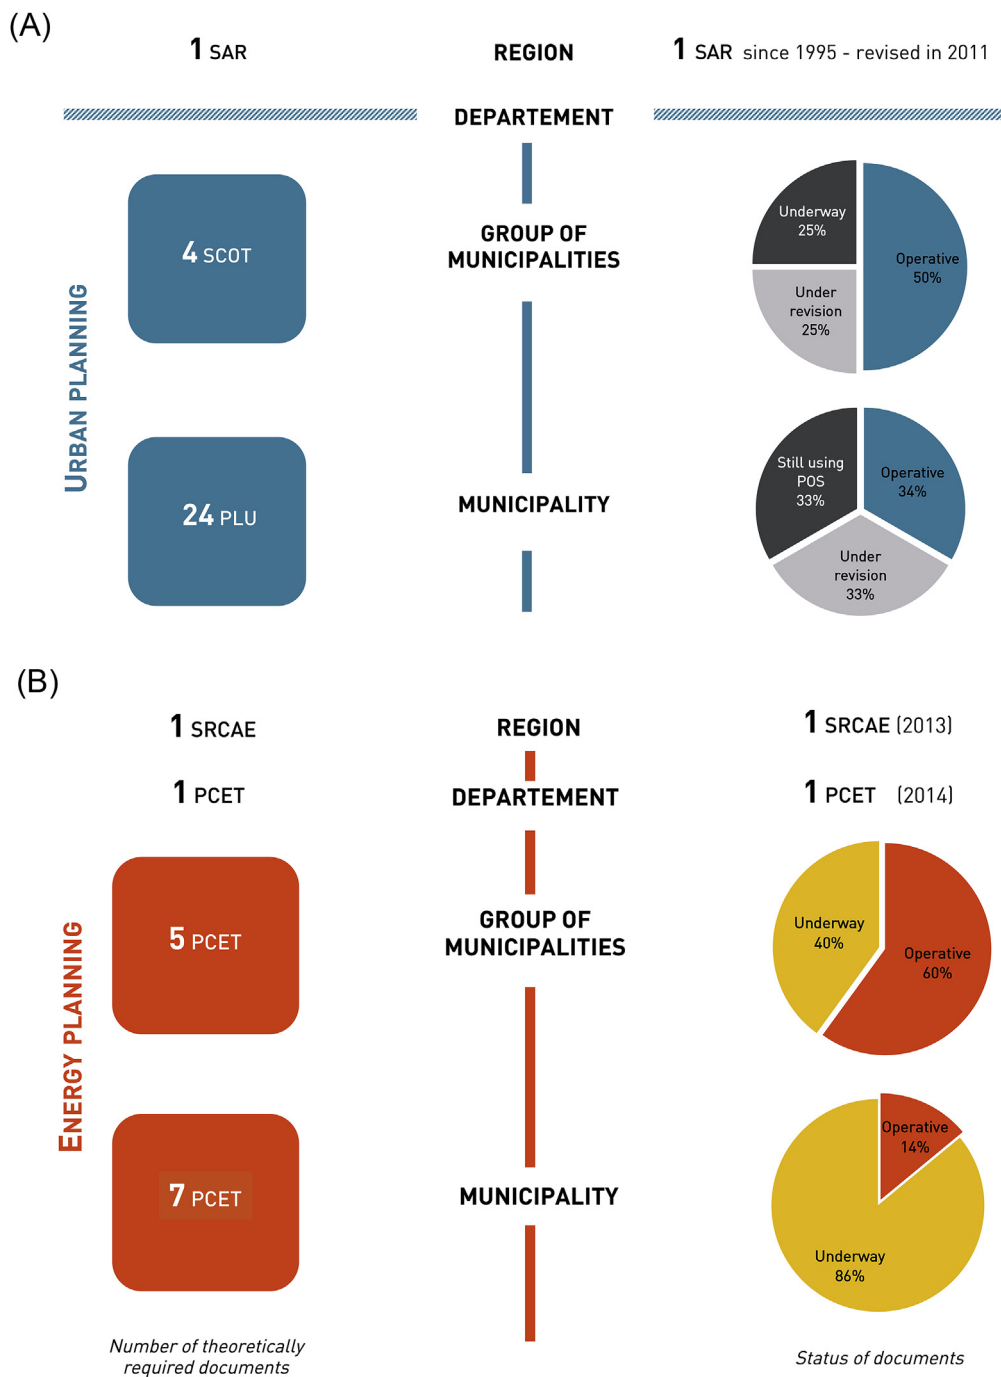 (A)
1 SAR
REGION
1 SAR since 1995 - revised in 2011
DEPARTEMENT
URBAN PLANNING
4 SCOT
GROUP OF
MUNICIPALITIES
Underway
25%
Operative
50%
Under
revision
25%
24 PLU
MUNICIPALITY
Still using
POS
33%
Operative
34%
Under
revision
33%
(B)
1 SRCAE
REGION
1 SRCAE (2013)
1 PCET
DEPARTEMENT
1 PCET (2014)
ENERGY PLANNING
5 PCET
GROUP OF
MUNICIPALITIES
Underway
40%
Operative
60%
7 PCET
MUNICIPALITY
Operative
14%
Underway
86%
Number of theoretically
required documents
Status of documents